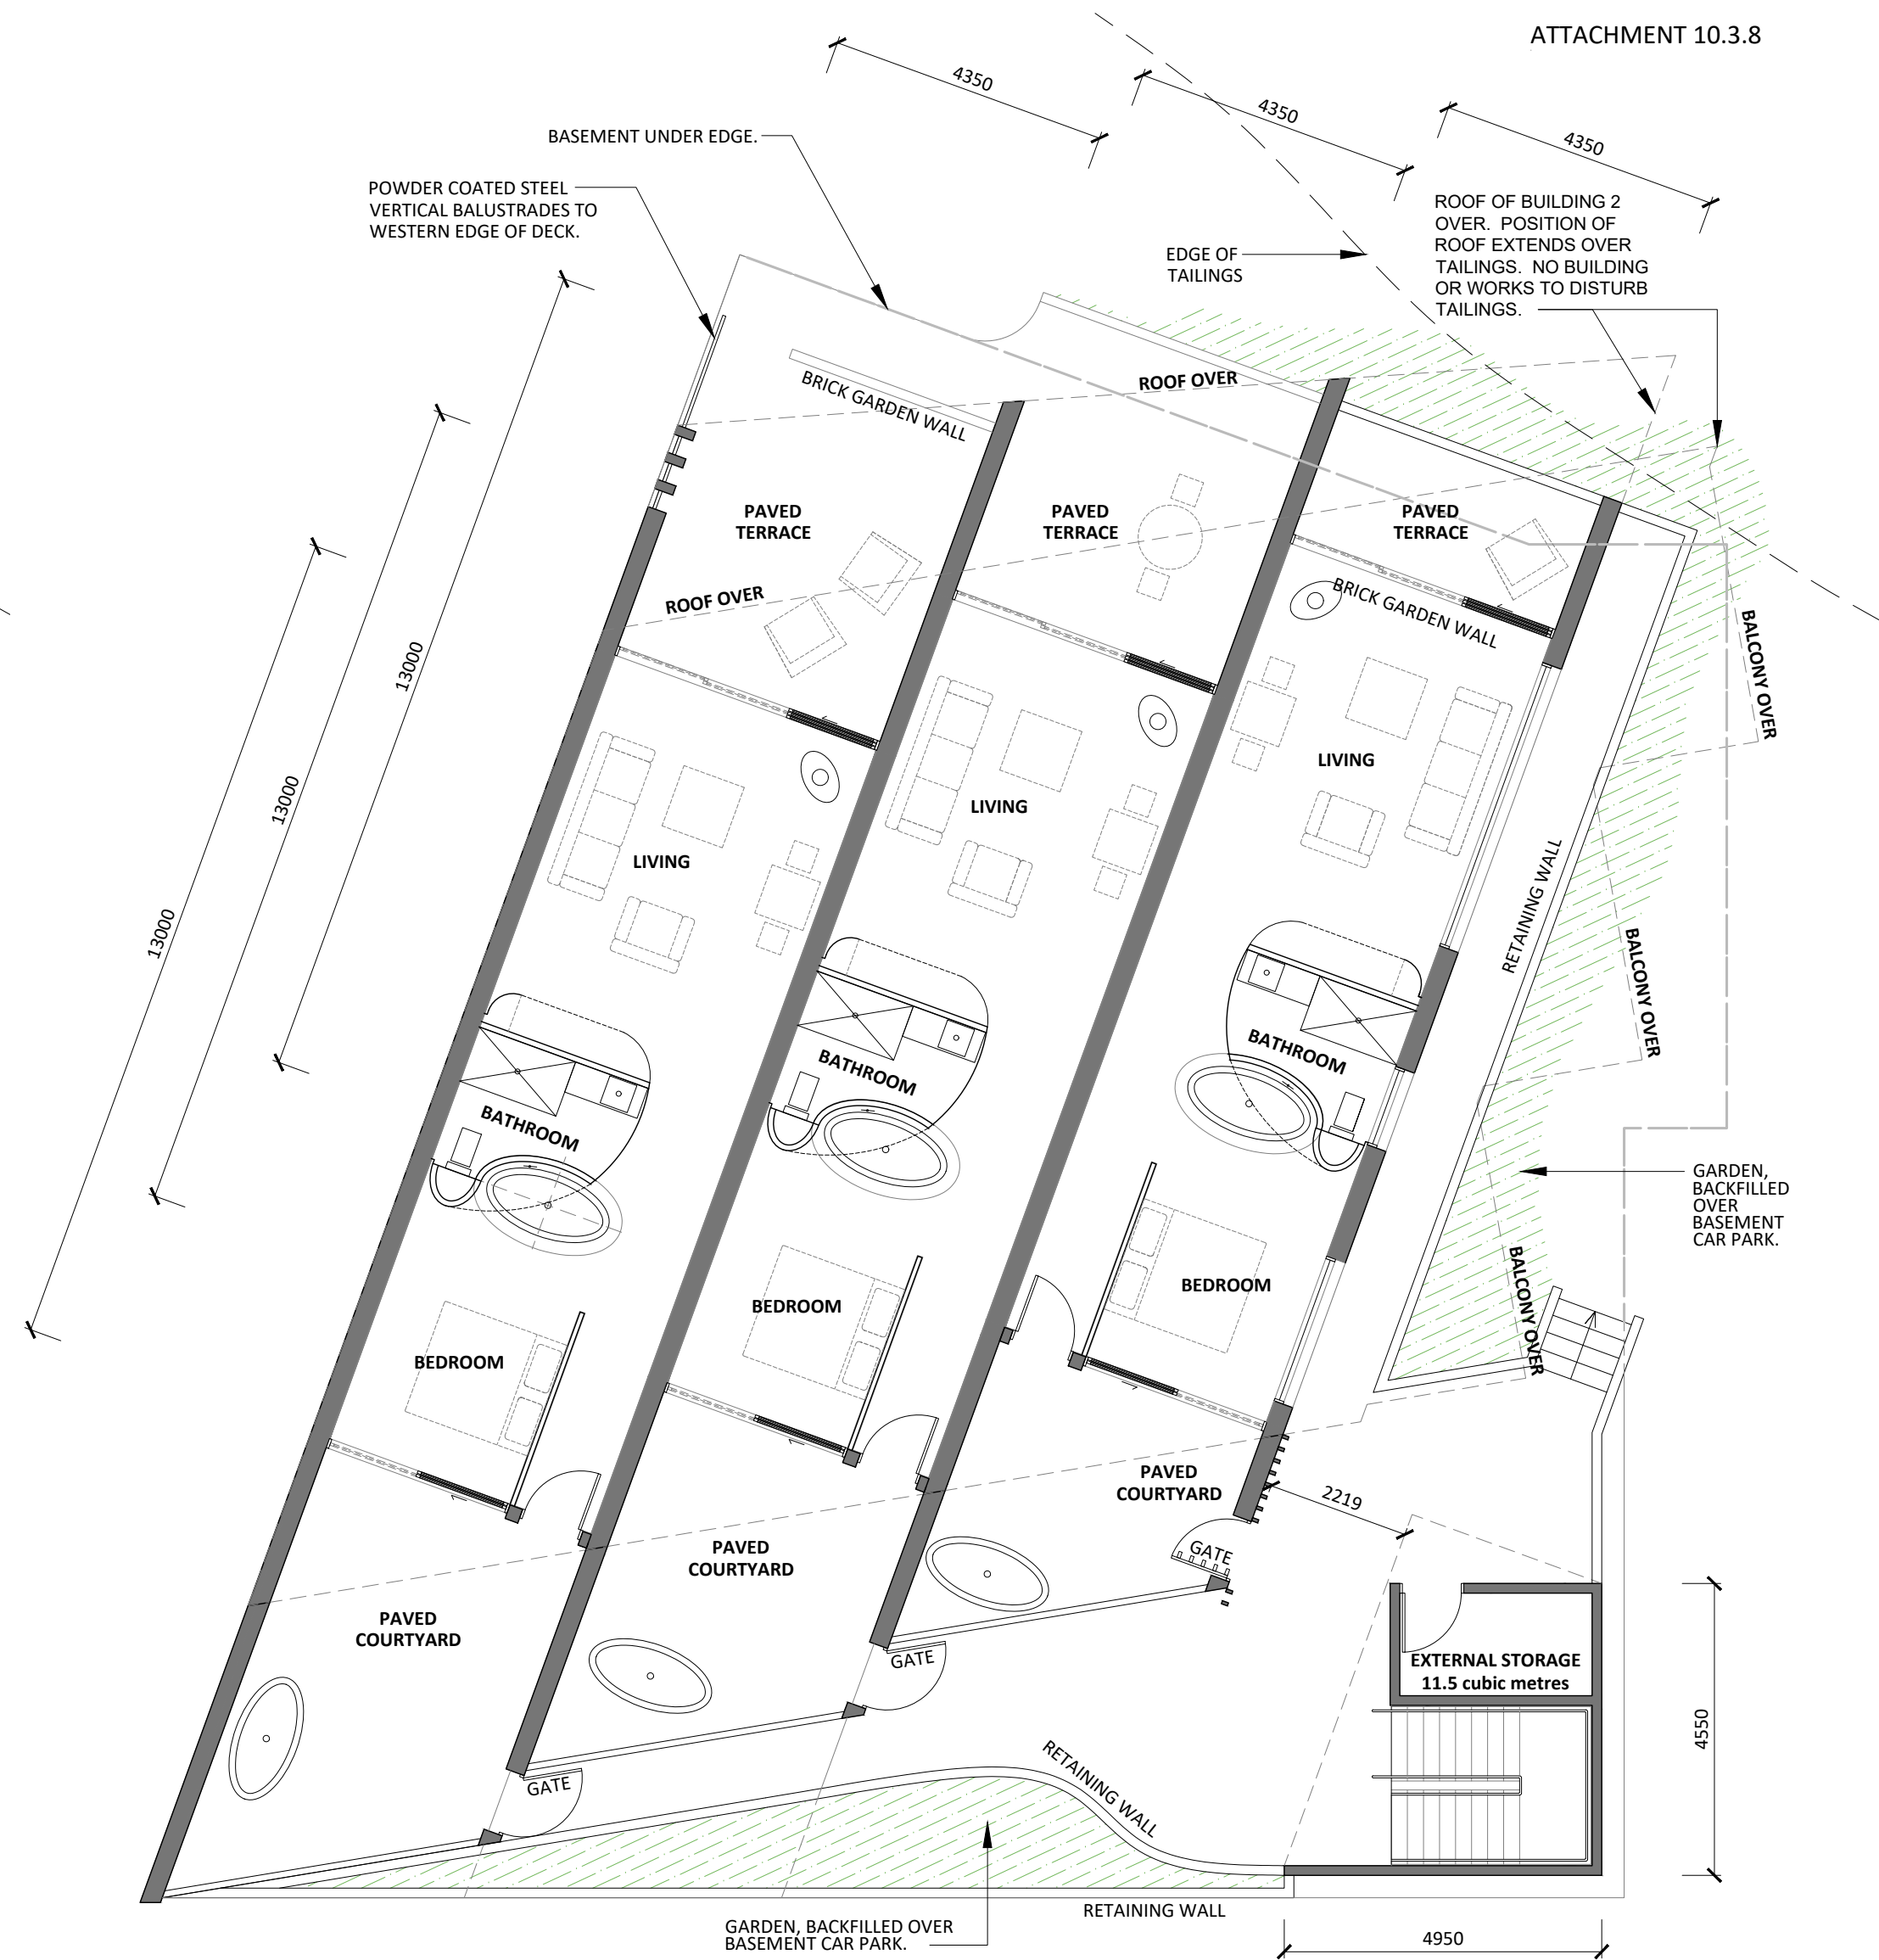 ATTACHMENT 10.3.8
4350
4350
4350
BASEMENT UNDER EDGE.
POWDER COATED STEEL
VERTICAL BALUSTRADES TO
WESTERN EDGE OF DECK.
EDGE OF
TAILINGS
ROOF OF BUILDING 2
OVER. POSITION OF
ROOF EXTENDS OVER
TAILINGS. NO BUILDING
OR WORKS TO DISTURB
TAILINGS.
ROOF OVER
BRICK GARDEN WALL
PAVED
TERRACE
PAVED
TERRACE
PAVED
TERRACE
ROOF OVER
BRICK GARDEN WALL
13000
13000
13000
BALCONY OVER
LIVING
LIVING
LIVING
RETAINING WALL
BALCONY OVER
BATHROOM
BATHROOM
BATHROOM
GARDEN,
BACKFILLED
OVER
BASEMENT
CAR PARK.
BALCONY OVER
BEDROOM
BEDROOM
BEDROOM
PAVED
COURTYARD
2219
PAVED
COURTYARD
GATE
PAVED
COURTYARD
GATE
EXTERNAL STORAGE
11.5 cubic metres
4550
RETAINING WALL
GATE
RETAINING WALL
GARDEN, BACKFILLED OVER
BASEMENT CAR PARK.
4950